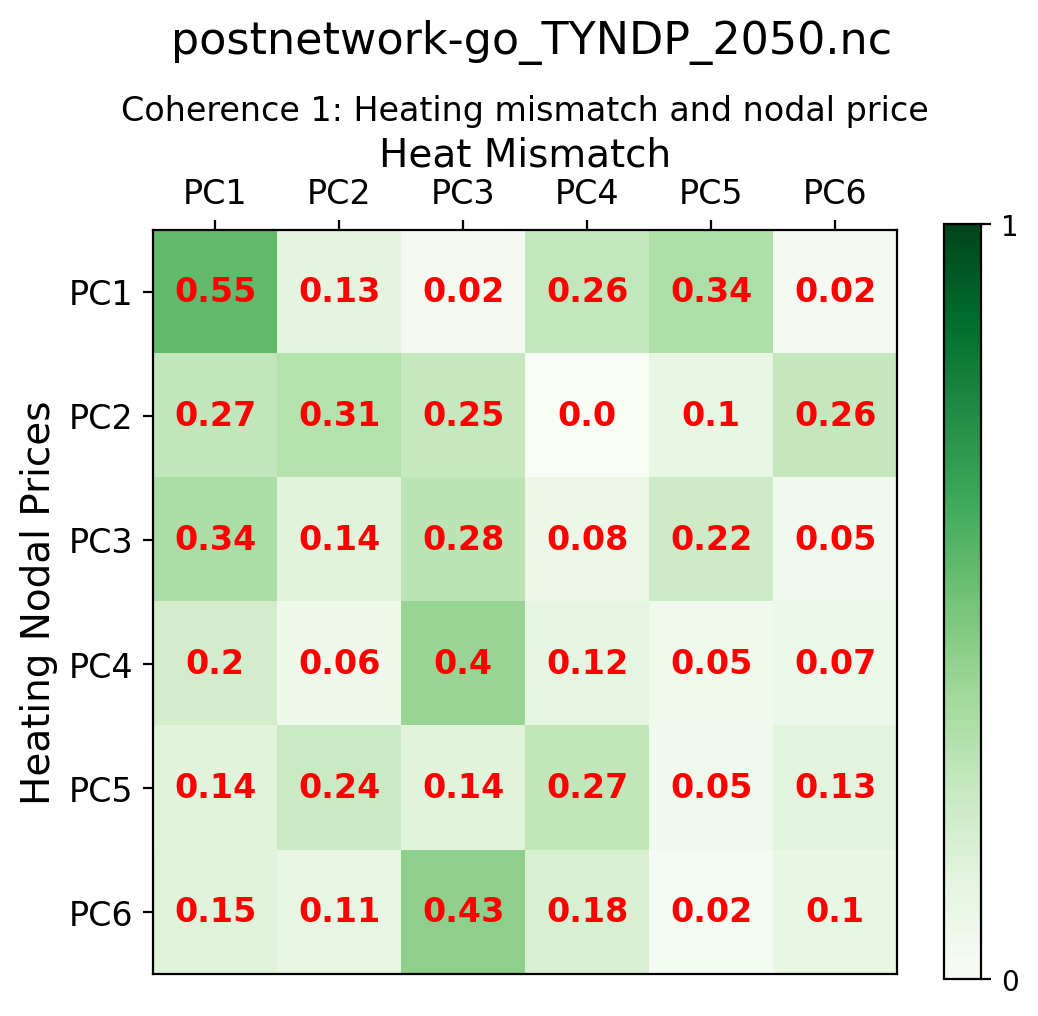 postnetwork-go_TYNDP_2050.nc
Coherence 1: Heating mismatch and nodal price
Heat Mismatch
PC1 PC2 PC3 PC4 PC5 PC6
1
PC1 0.55 0.13 0.02 0.26 0.34 0.02
PC2 0.27 0.31 0.25 0.0 0.1 0.26
PC3 0.34 0.14 0.28 0.08 0.22 0.05
PC4 0.2 0.06 0.4 0.12 0.05 0.07
PC5 0.14 0.24 0.14 0.27 0.05 0.13
PC6 0.15 0.11 0.43 0.18 0.02 0.1
0
Heating Nodal Prices